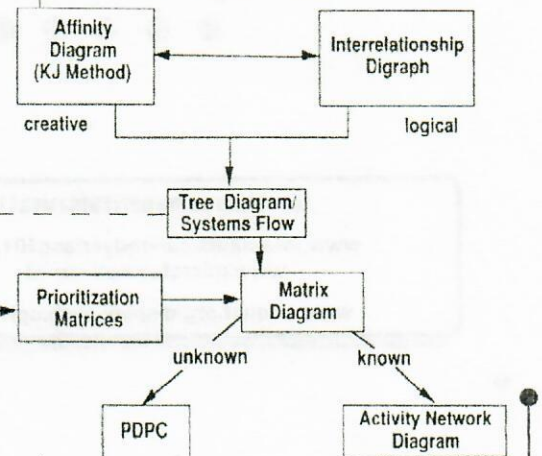 Affinity
Diagram
(KJ Method)
Interrelationship
Digraph
creative
logical
Tree Diagram/
Systems Flow
Prioritization
Matrices
Matrix
Diagram
unknown
known
PDPC
Activity Network
Diagram